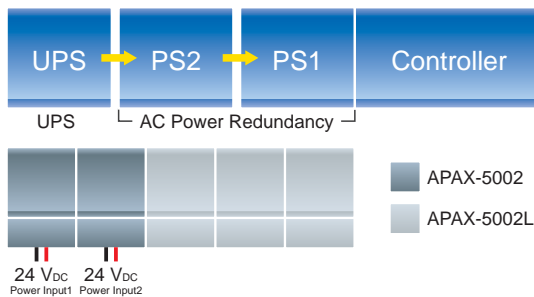 UPS PS2 PS1 Controller
UPS AC Power Redundancy
APAX-5002
APAX-5002L
24 VDC 24 VDC
Power Input1 Power Input2